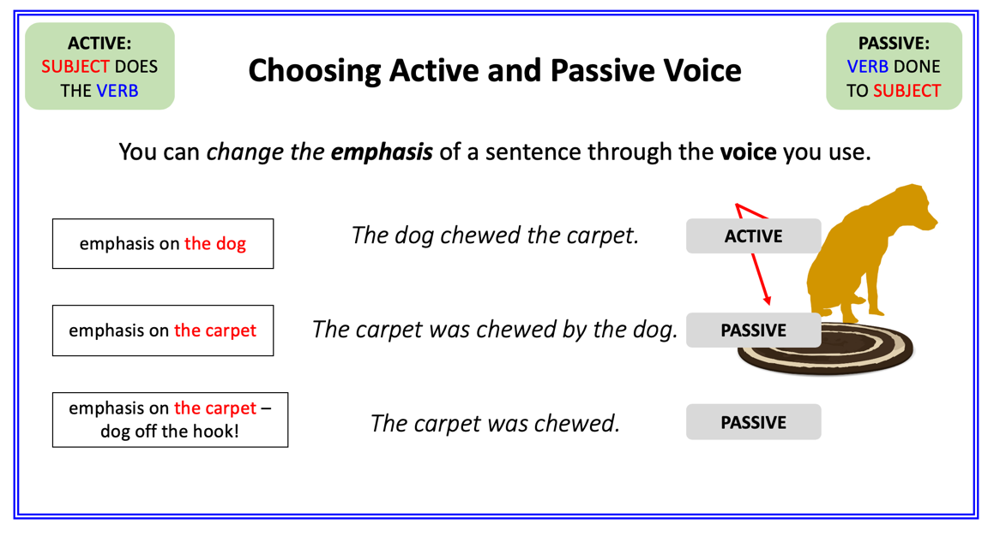 ACTIVE:
SUBJECT DOES
THE VERB
Choosing Active and Passive Voice
PASSIVE:
VERB DONE
TO SUBJECT
You can change the emphasis of a sentence through the voice you use.
emphasis on the dog
The dog chewed the carpet.
ACTIVE
emphasis on the carpet
The carpet was chewed by the dog.
PASSIVE
emphasis on the carpet –
dog off the hook!
The carpet was chewed.
PASSIVE